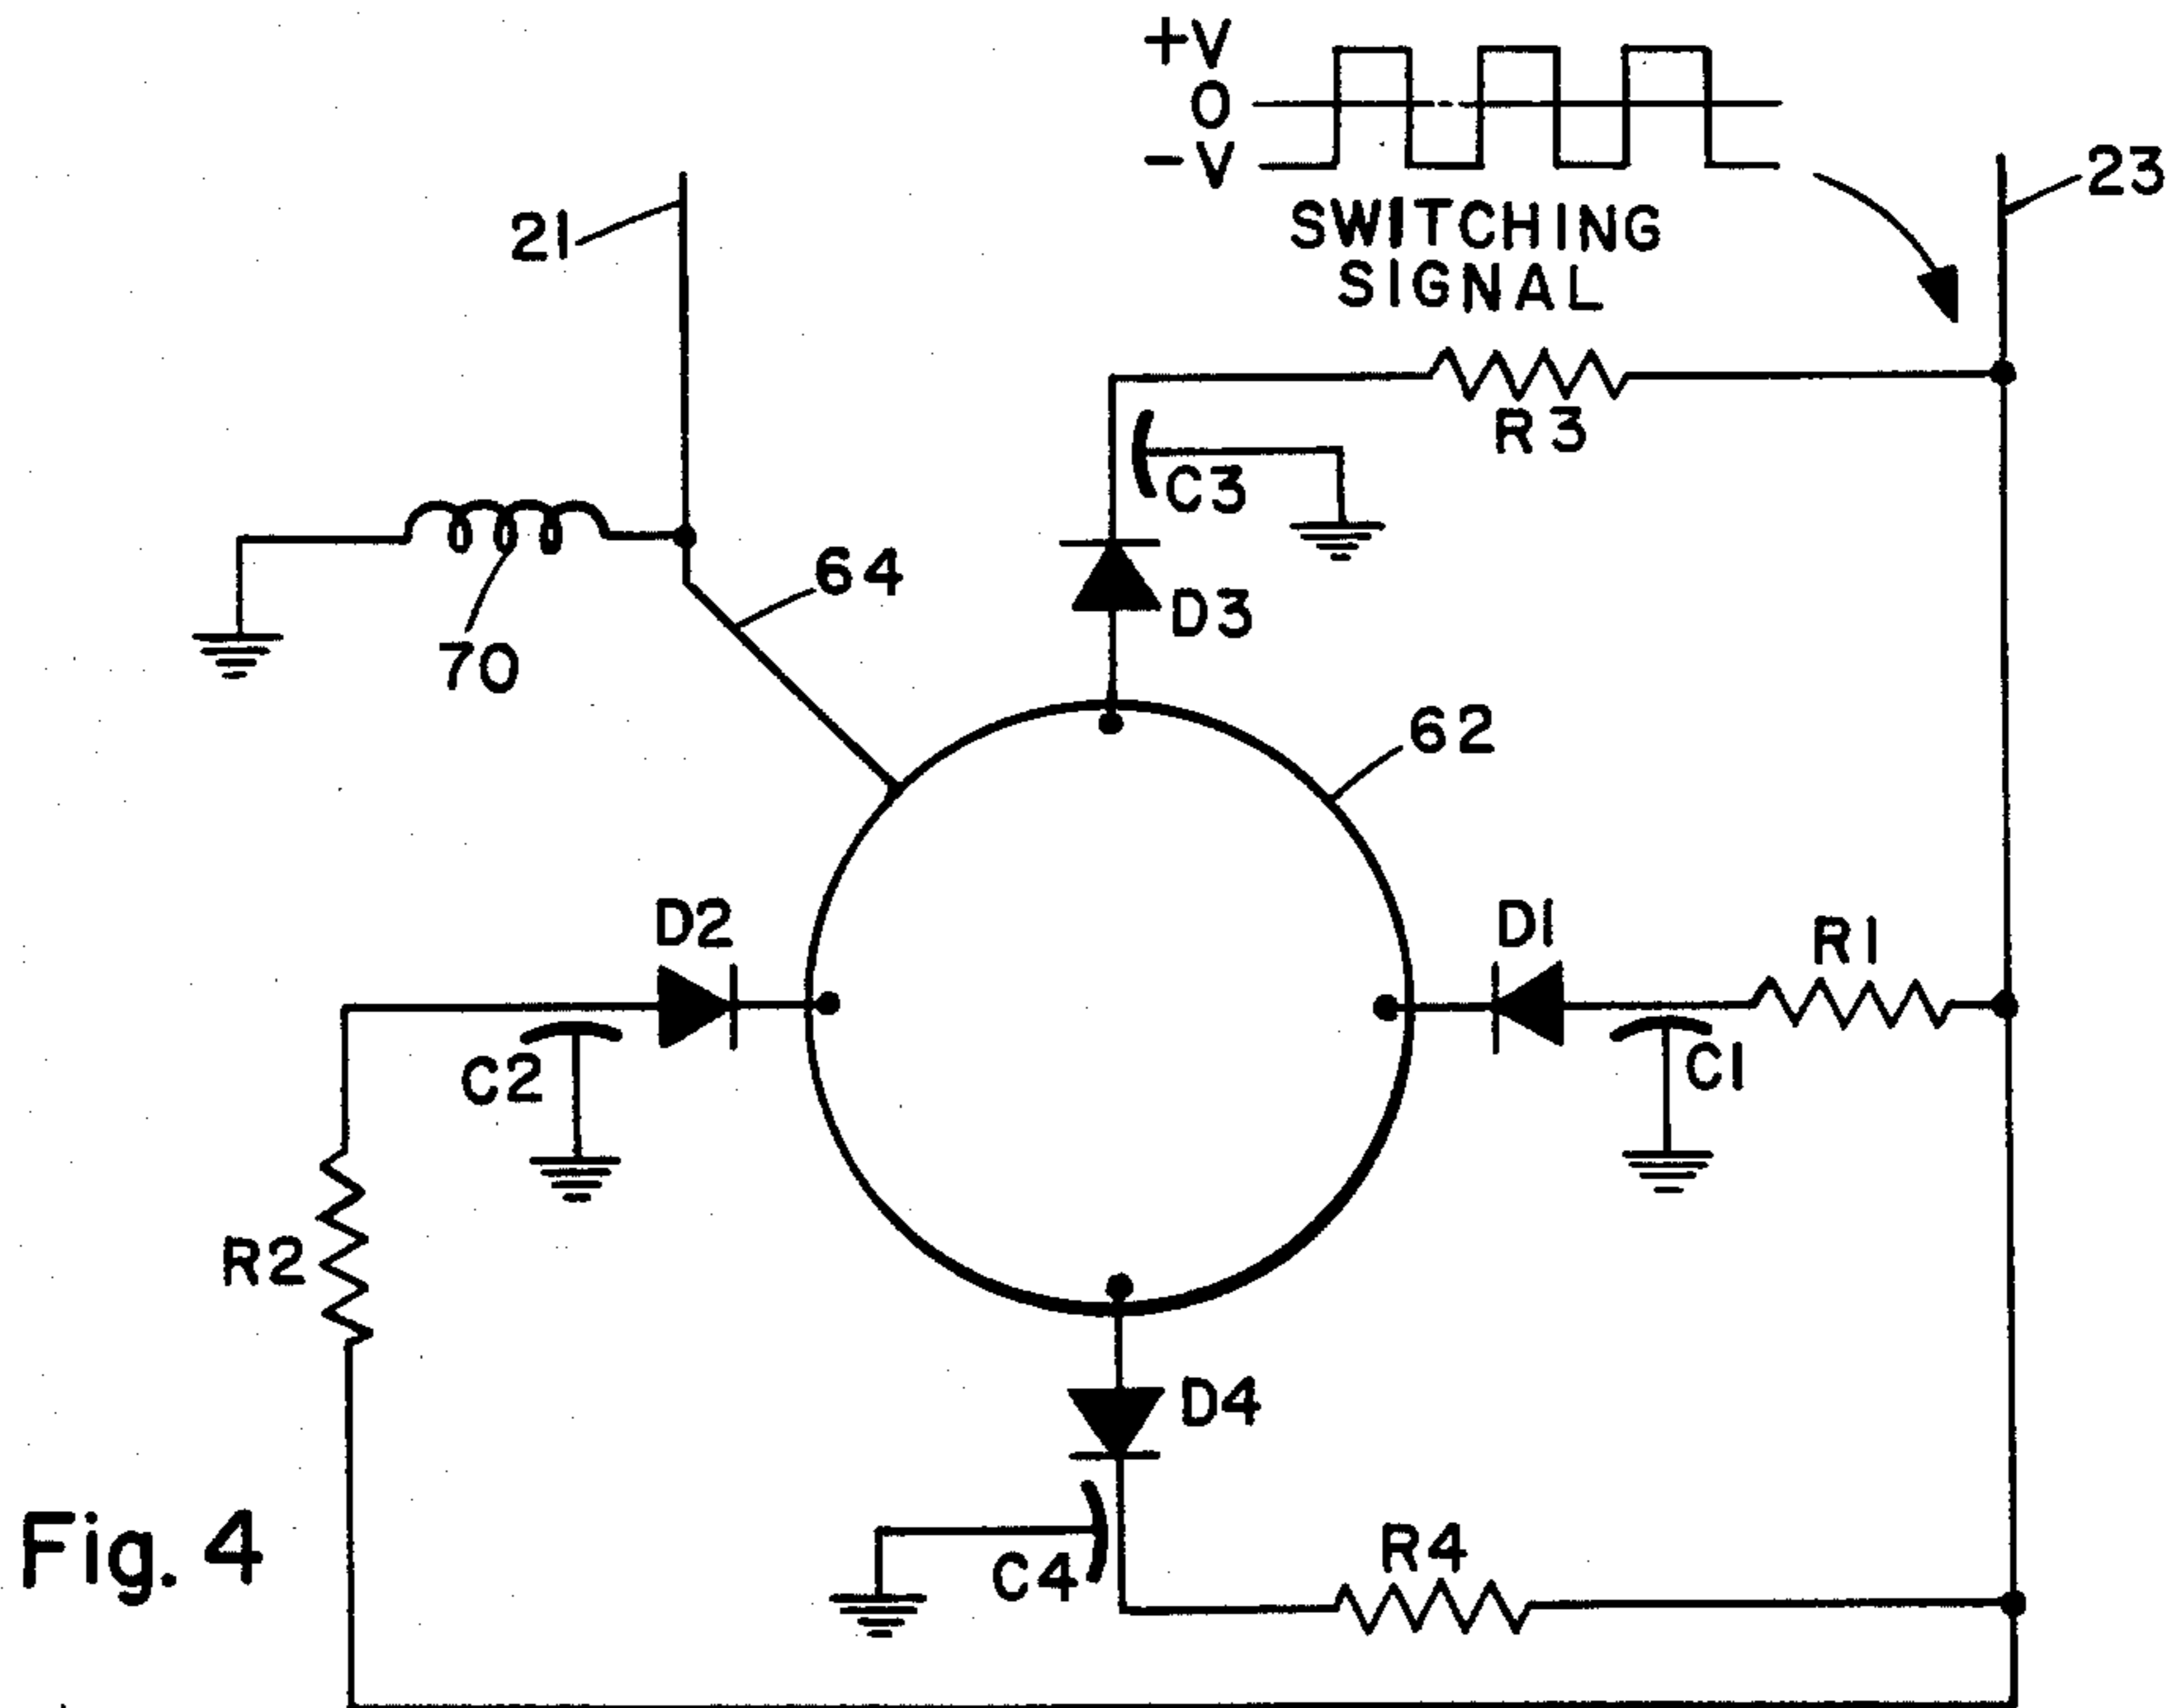 +V
0
-V
SWITCHING
SIGNAL
23
21
R3
C3
64
D3
70
62
D2
D1
R1
C2
C1
R2
D4
C4
R4
Fig. 4